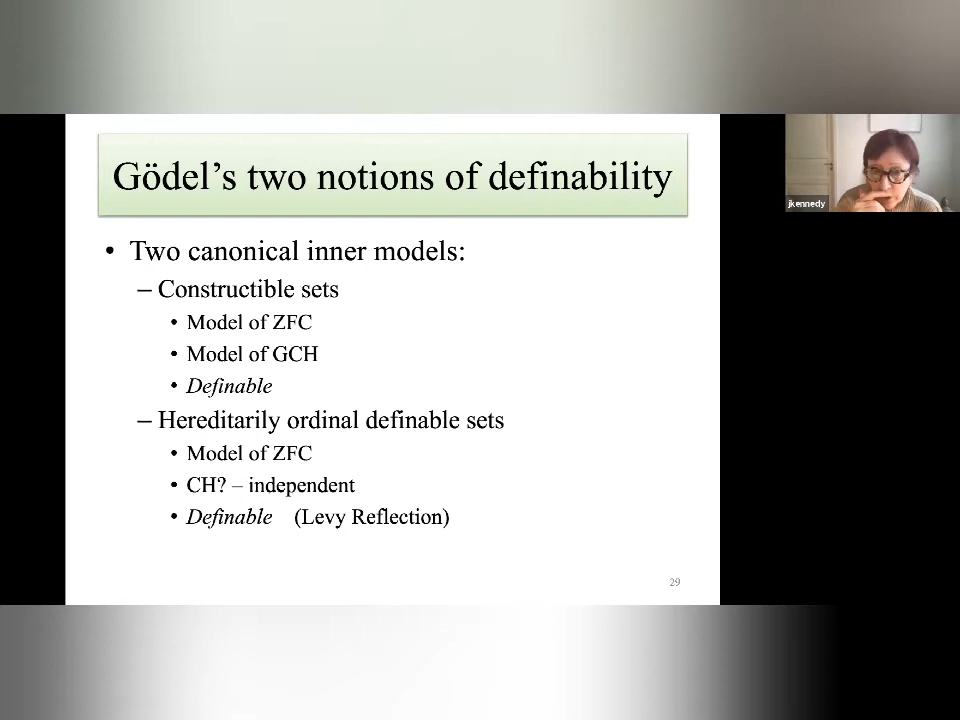 Gödel's two notions of definability
jkennedy
• Two canonical inner models:
– Constructible sets
• Model of ZFC
• Model of GCH
• Definable
– Hereditarily ordinal definable sets
• Model of ZFC
• CH? – independent
• Definable (Levy Reflection)
29